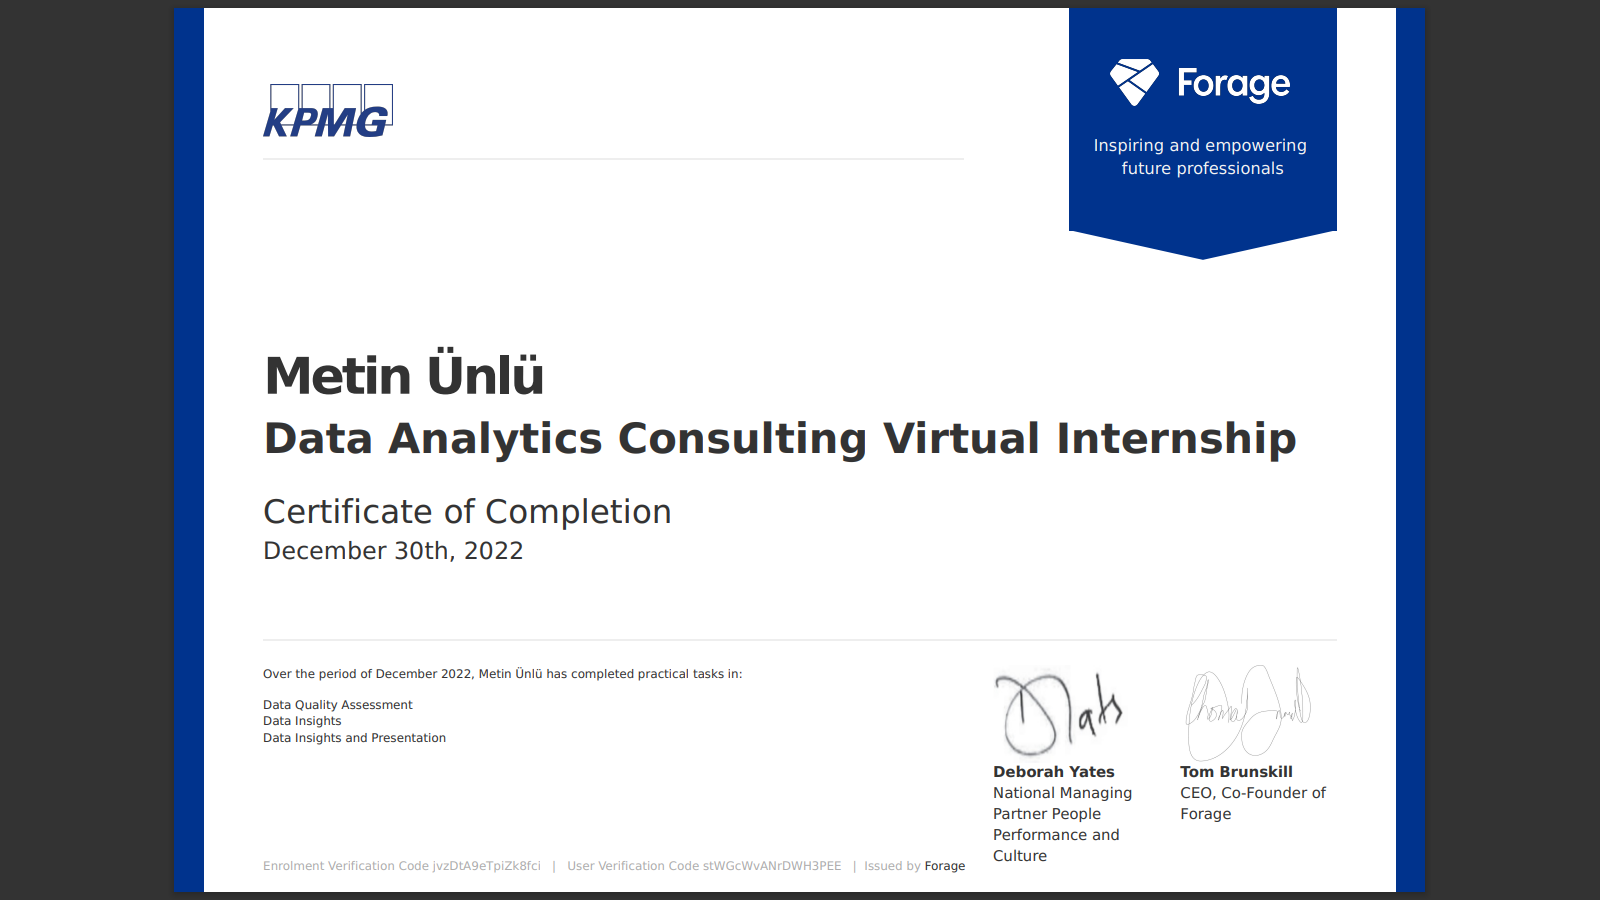 KPMG
Forage
Inspiring and empowering
future professionals
Metin Ünlü
Data Analytics Consulting Virtual Internship
Certificate of Completion
December 30th, 2022
Over the period of December 2022, Metin Ünlü has completed practical tasks in:
Data Quality Assessment
Data Insights
Data Insights and Presentation
Deborah Yates
National Managing
Partner People
Performance and
Culture
Tom Brunskill
CEO, Co-Founder of
Forage
Enrolment Verification Code jvzDtA9eTpiZk8fci | User Verification Code stWGcWvANrDWH3PEE | Issued by Forage